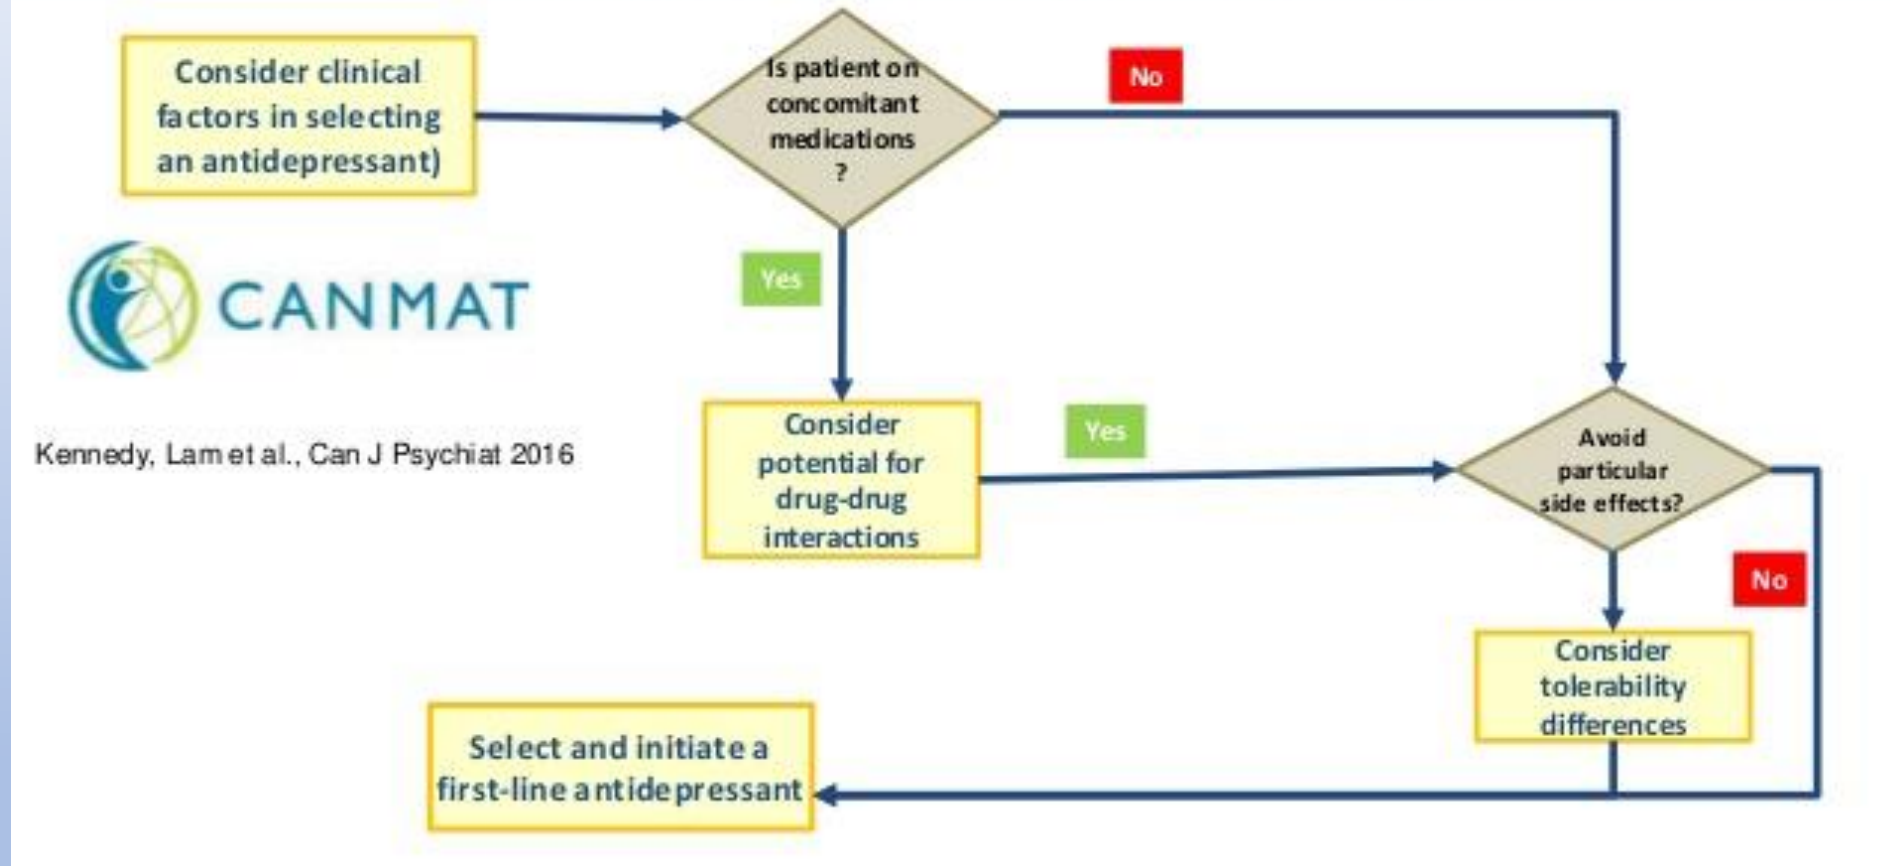 Consider clinical
factors in selecting
an antidepressant)
Is patient on
concomitant
medications
?
No
Yes
CANMAT
Kennedy, Lam et al., Can J Psychiat 2016
Consider
potential for
drug-drug
interactions
Yes
Avoid
particular
side effects?
No
Consider
tolerability
differences
Select and initiate a
first-line antidepressant